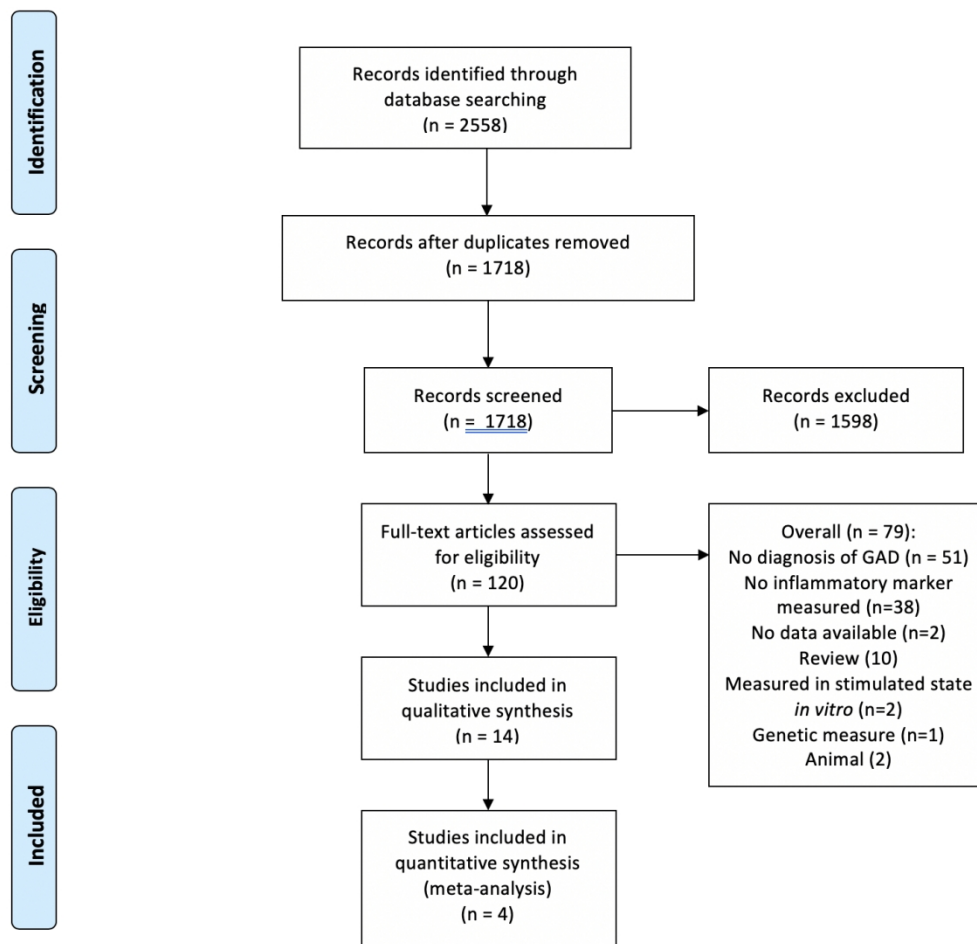 Identification
Records identified through
database searching
(n = 2558)
Records after duplicates removed
(n = 1718)
Screening
Records screened
(n =  1718)
Records excluded
(n = 1598)
Eligibility
Full-text articles assessed
for eligibility
(n = 120)
Overall (n = 79):
No diagnosis of GAD (n = 51)
No inflammatory marker
measured (n=38)
No data available (n=2)
Review (10)
Measured in stimulated state
in vitro (n=2)
Genetic measure (n=1)
Animal (2)
Studies included in
qualitative synthesis
(n = 14)
Included
Studies included in
quantitative synthesis
(meta-analysis)
(n = 4)